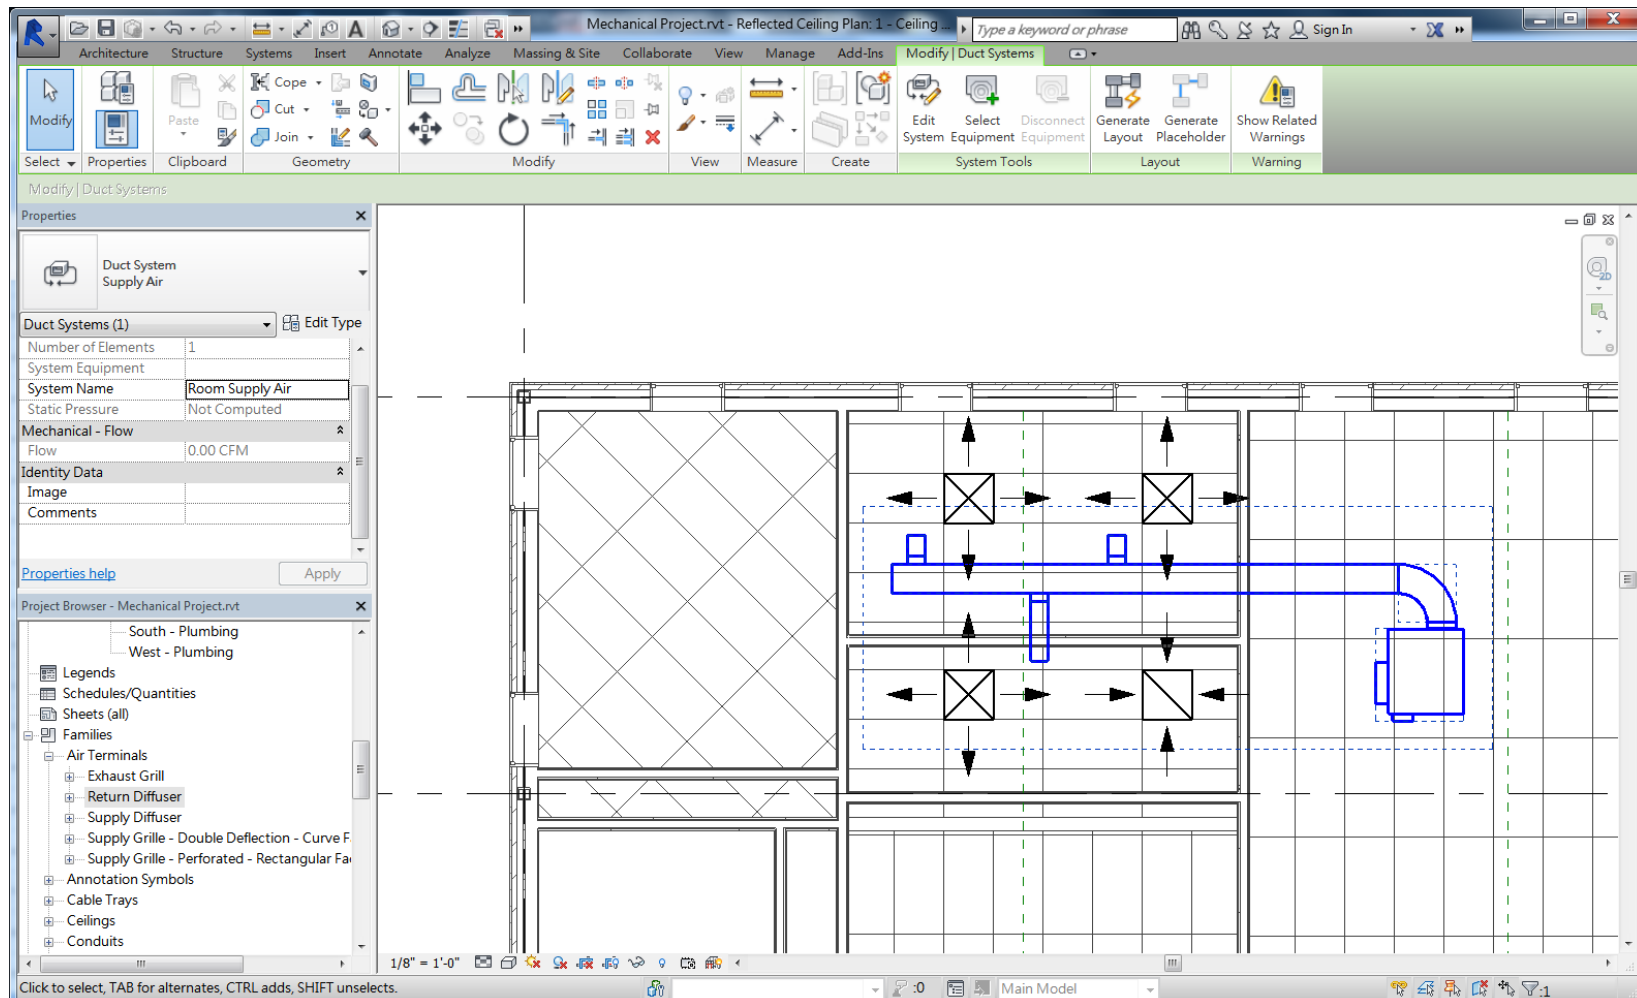 Mechanical Project.rvt - Reflected Ceiling Plan: 1 - Ceiling ...
Type a keyword or phrase
Sign In
Architecture Structure Systems Insert Annotate Analyze Massing & Site Collaborate View Manage Add-Ins Modify | Duct Systems
Modify
Paste
Cope
Cut
Join
Edit System
Select Equipment
Disconnect Equipment
Generate Layout
Generate Placeholder
Show Related Warnings
Select Properties Clipboard Geometry Modify View Measure Create System Tools Layout Warning
Modify | Duct Systems
Properties
Duct System
Supply Air
Duct Systems (1)
Edit Type
Number of Elements 1
System Equipment
System Name Room Supply Air
Static Pressure Not Computed
Mechanical - Flow
Flow 0.00 CFM
Identity Data
Image
Comments
Properties help
Apply
Project Browser - Mechanical Project.rvt
South - Plumbing
West - Plumbing
Legends
Schedules/Quantities
Sheets (all)
Families
Air Terminals
Exhaust Grill
Return Diffuser
Supply Diffuser
Supply Grille - Double Deflection - Curve F
Supply Grille - Perforated - Rectangular Fa
Annotation Symbols
Cable Trays
Ceilings
Conduits
2D
1/8" = 1'-0"
Click to select, TAB for alternates, CTRL adds, SHIFT unselects.
:0
Main Model
:1